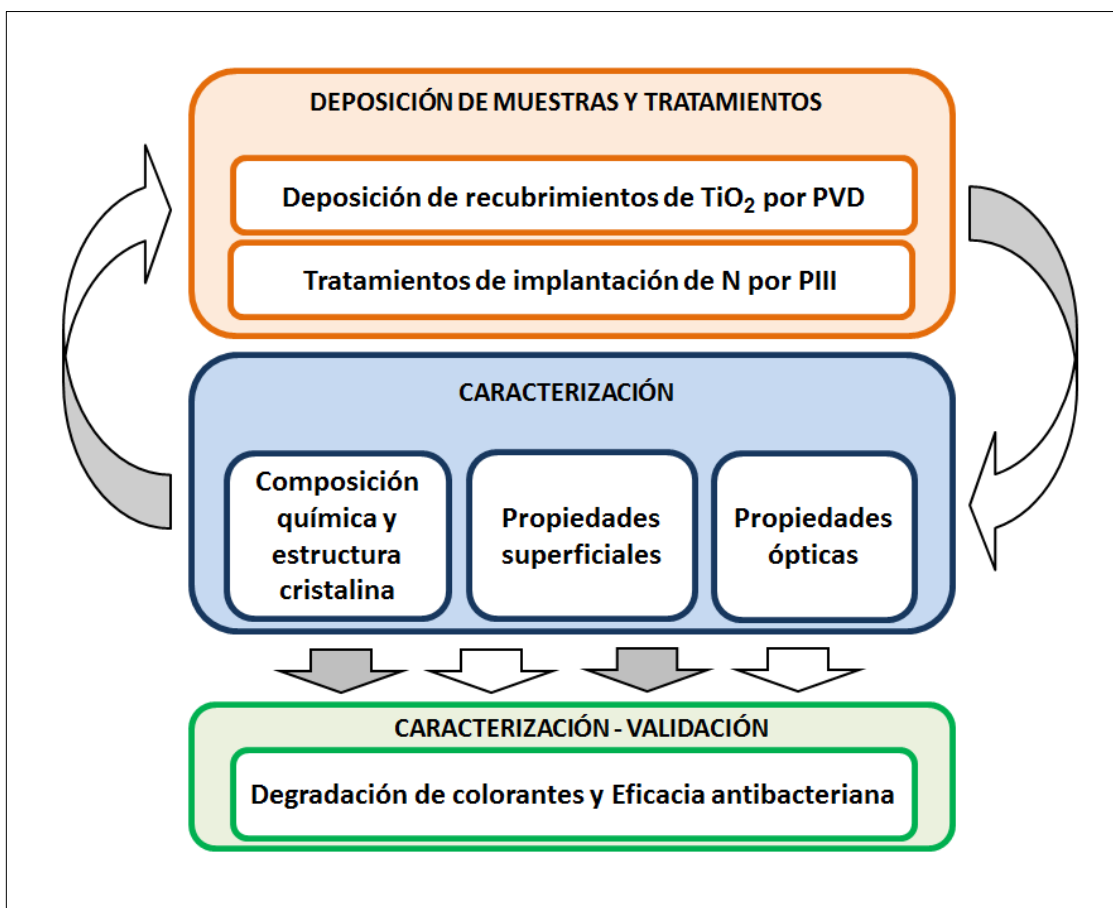 DEPOSICIÓN DE MUESTRAS Y TRATAMIENTOS
Deposición de recubrimientos de TiO₂ por PVD
Tratamientos de implantación de N por PIII
CARACTERIZACIÓN
Composición
química y
estructura
cristalina
Propiedades
superficiales
Propiedades
ópticas
CARACTERIZACIÓN - VALIDACIÓN
Degradación de colorantes y Eficacia antibacteriana